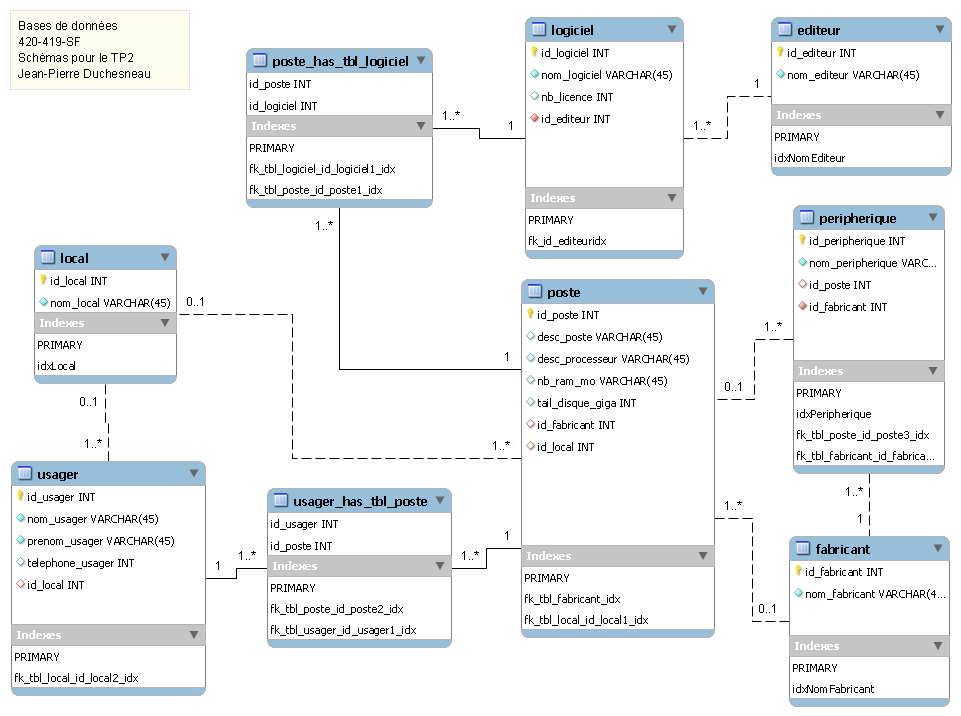 Bases de données
420-419-SF
Schémas pour le TP2
Jean-Pierre Duchesneau
poste_has_tbl_logiciel
id_poste INT
id_logiciel INT
Indexes
PRIMARY
fk_tbl_logiciel_id_logiciel1_idx
fk_tbl_poste_id_poste1_idx
1..*
1
1..*
1
logiciel
id_logiciel INT
nom_logiciel VARCHAR(45)
nb_licence INT
id_editeur INT
Indexes
PRIMARY
fk_id_editeuridx
1..*
1
editeur
id_editeur INT
nom_editeur VARCHAR(45)
Indexes
PRIMARY
idxNomEditeur
local
id_local INT
nom_local VARCHAR(45)
Indexes
PRIMARY
idxLocal
0..1
1..*
0..1
1..*
poste
id_poste INT
desc_poste VARCHAR(45)
desc_processeur VARCHAR(45)
nb_ram_mo VARCHAR(45)
tail_disque_giga INT
id_fabricant INT
id_local INT
Indexes
PRIMARY
fk_tbl_fabricant_idx
fk_tbl_local_id_local1_idx
peripherique
id_peripherique INT
nom_peripherique VARC...
id_poste INT
id_fabricant INT
Indexes
PRIMARY
idxPeripherique
fk_tbl_poste_id_poste3_idx
fk_tbl_fabricant_id_fabrica...
1..*
0..1
1..*
1
1..*
0..1
usager
id_usager INT
nom_usager VARCHAR(45)
prenom_usager VARCHAR(45)
telephone_usager INT
id_local INT
Indexes
PRIMARY
fk_tbl_local_id_local2_idx
1
1..*
usager_has_tbl_poste
id_usager INT
id_poste INT
Indexes
PRIMARY
fk_tbl_poste_id_poste2_idx
fk_tbl_usager_id_usager1_idx
1..*
1
fabricant
id_fabricant INT
nom_fabricant VARCHAR(4...
Indexes
PRIMARY
idxNomFabricant